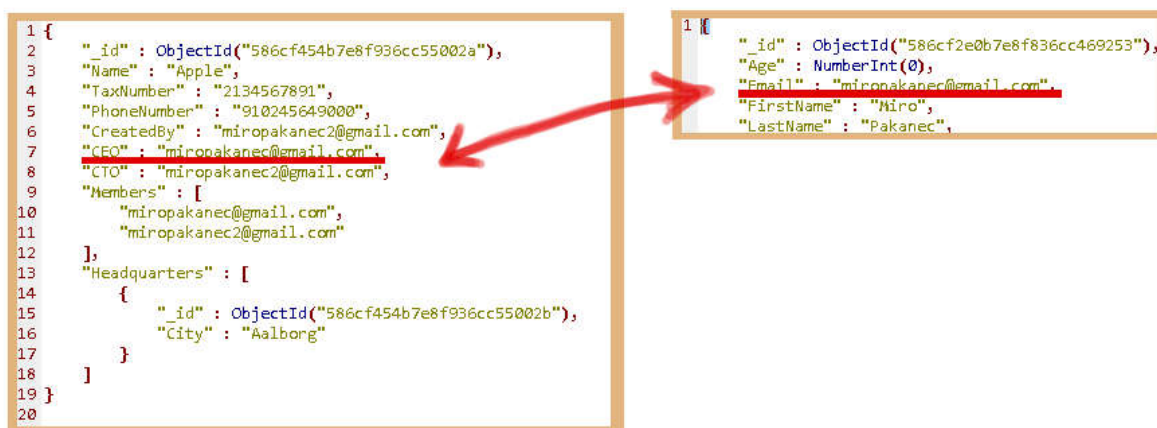 1 {
2 "_id" : ObjectId("586cf454b7e8f936cc55002a"),
3 "Name" : "Apple",
4 "TaxNumber" : "2134567891",
5 "PhoneNumber" : "910245649000",
6 "CreatedBy" : "miropakanec2@gmail.com",
7 "CEO" : "miropakanec@gmail.com",
8 "CTO" : "miropakanec2@gmail.com",
9 "Members" : [
10 "miropakanec@gmail.com",
11 "miropakanec2@gmail.com"
12 ],
13 "Headquarters" : [
14 {
15 "_id" : ObjectId("586cf454b7e8f936cc55002b"),
16 "City" : "Aalborg"
17 }
18 ]
19 }
20
1 {
"_id" : ObjectId("586cf2e0b7e8f836cc469253"),
"Age" : NumberInt(0),
"Email" : "miropakanec@gmail.com",
"FirstName" : "Miro",
"LastName" : "Pakanec",